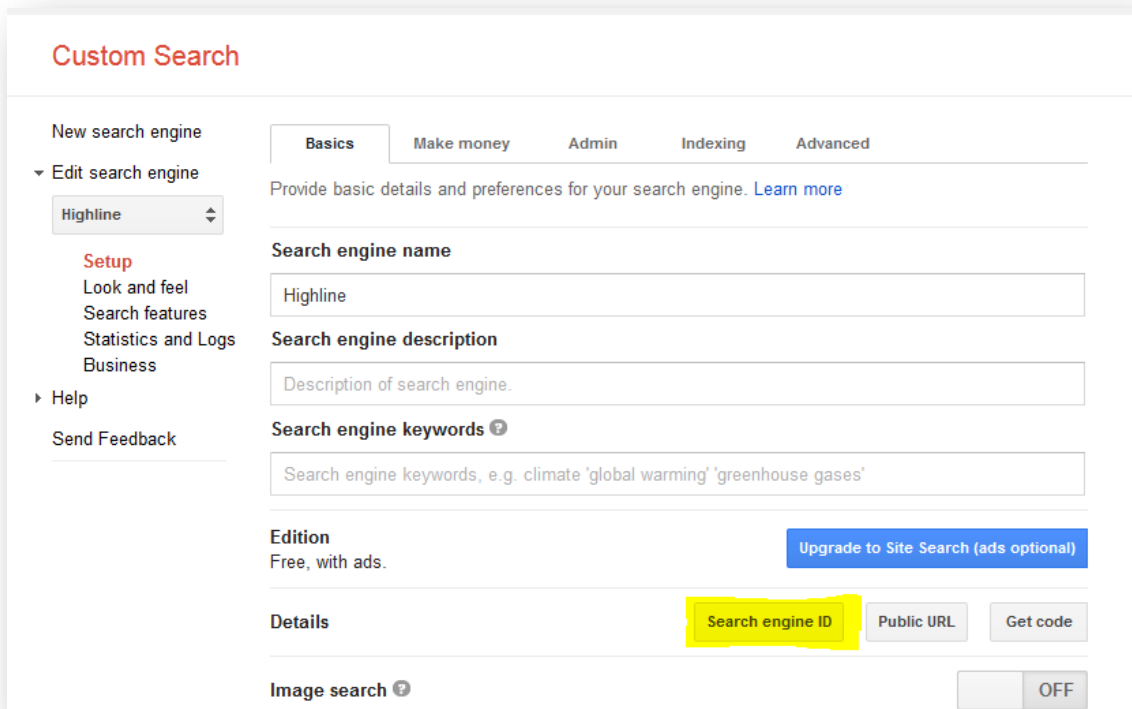 Custom Search
New search engine
Edit search engine
Highline
Setup
Look and feel
Search features
Statistics and Logs
Business
Help
Send Feedback
Basics Make money Admin Indexing Advanced
Provide basic details and preferences for your search engine. Learn more
Search engine name
Highline
Search engine description
Description of search engine.
Search engine keywords ?
Search engine keywords, e.g. climate 'global warming' 'greenhouse gases'
Edition
Free, with ads.
Upgrade to Site Search (ads optional)
Details Search engine ID Public URL Get code
Image search ? OFF